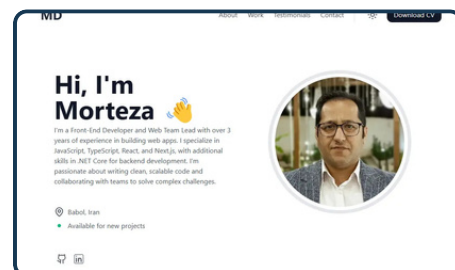 MD
About Work Testimonials Contact Download CV
Hi, I'm
Morteza 👋
I'm a Front-End Developer and Web Team Lead with over 3
years of experience in building web apps. I specialize in
JavaScript, TypeScript, React, and Next.js, with additional
skills in .NET Core for backend development. I'm
passionate about writing clean, scalable code and
collaborating with teams to solve complex challenges.
Babol, Iran
Available for new projects